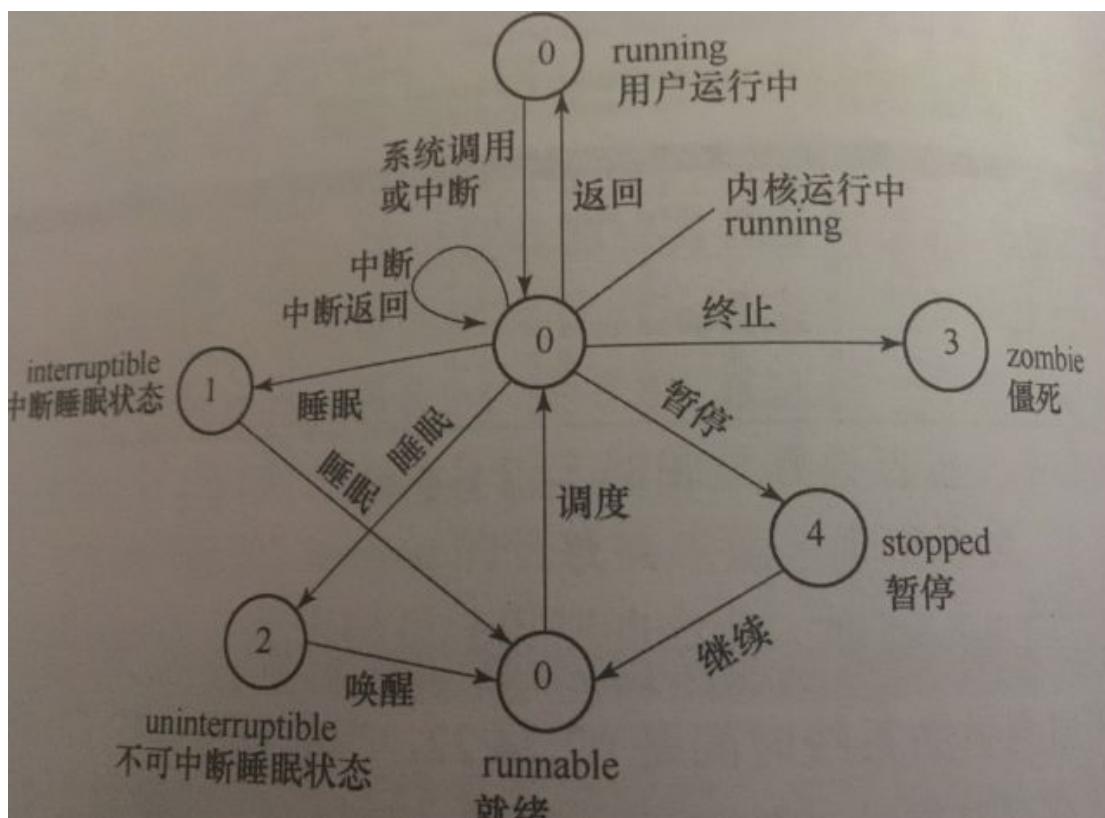 0
running
用户运行中
系统调用
或中断
返回
内核运行中
running
中断
中断返回
0
终止
3
zombie
僵死
interruptible
中断睡眠状态
1
睡眠
睡眠
睡眠
暂停
调度
4
stopped
暂停
2
唤醒
0
继续
uninterruptible
不可中断睡眠状态
runnable
就绪